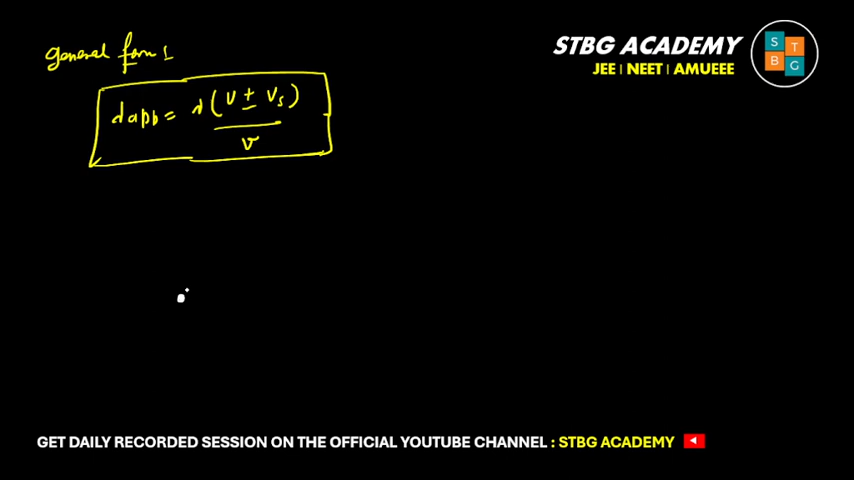 general form 1
STBG ACADEMY
JEE | NEET | AMUEEE
S T
B G
λapp = λ(v ± vs)
v
GET DAILY RECORDED SESSION ON THE OFFICIAL YOUTUBE CHANNEL : STBG ACADEMY